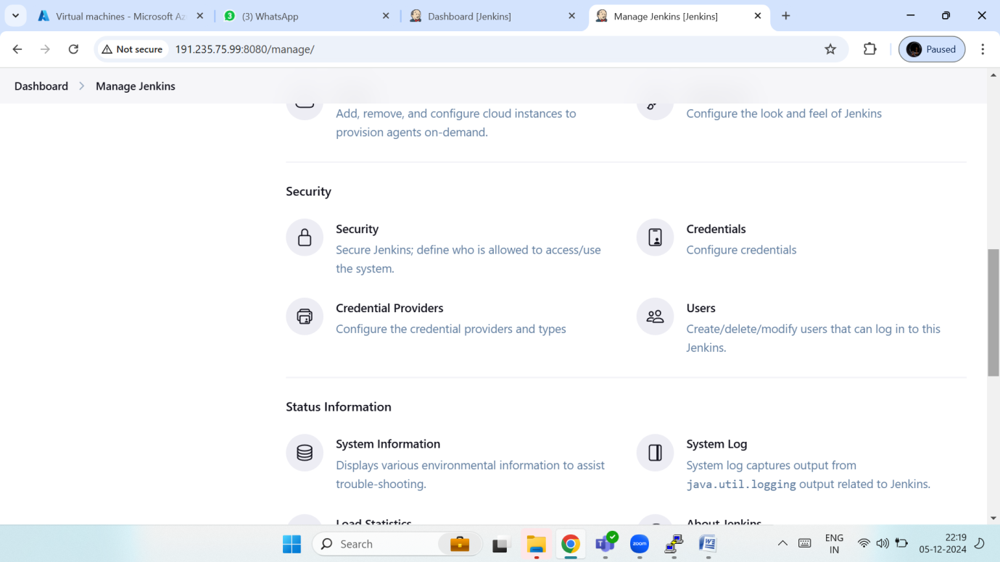 Virtual machines - Microsoft Az
3
(3) WhatsApp
Dashboard [Jenkins]
Manage Jenkins [Jenkins]
Not secure
191.235.75.99:8080/manage/
Paused
Dashboard
Manage Jenkins
Add, remove, and configure cloud instances to
provision agents on-demand.
Configure the look and feel of Jenkins
Security
Security
Secure Jenkins; define who is allowed to access/use
the system.
Credentials
Configure credentials
Credential Providers
Configure the credential providers and types
Users
Create/delete/modify users that can log in to this
Jenkins.
Status Information
System Information
Displays various environmental information to assist
trouble-shooting.
System Log
System log captures output from
java.util.logging output related to Jenkins.
Load Statistics
About Jenkins
Search
zoom
W
ENG
IN
22:19
05-12-2024